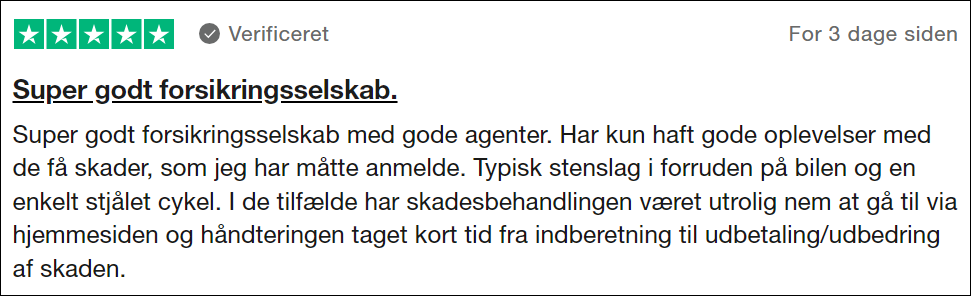 Verificeret For 3 dage siden
Super godt forsikringsselskab.
Super godt forsikringsselskab med gode agenter. Har kun haft gode oplevelser med
de få skader, som jeg har måtte anmelde. Typisk stenslag i forruden på bilen og en
enkelt stjålet cykel. I de tilfælde har skadesbehandlingen været utrolig nem at gå til via
hjemmesiden og håndteringen taget kort tid fra indberetning til udbetaling/udbedring
af skaden.